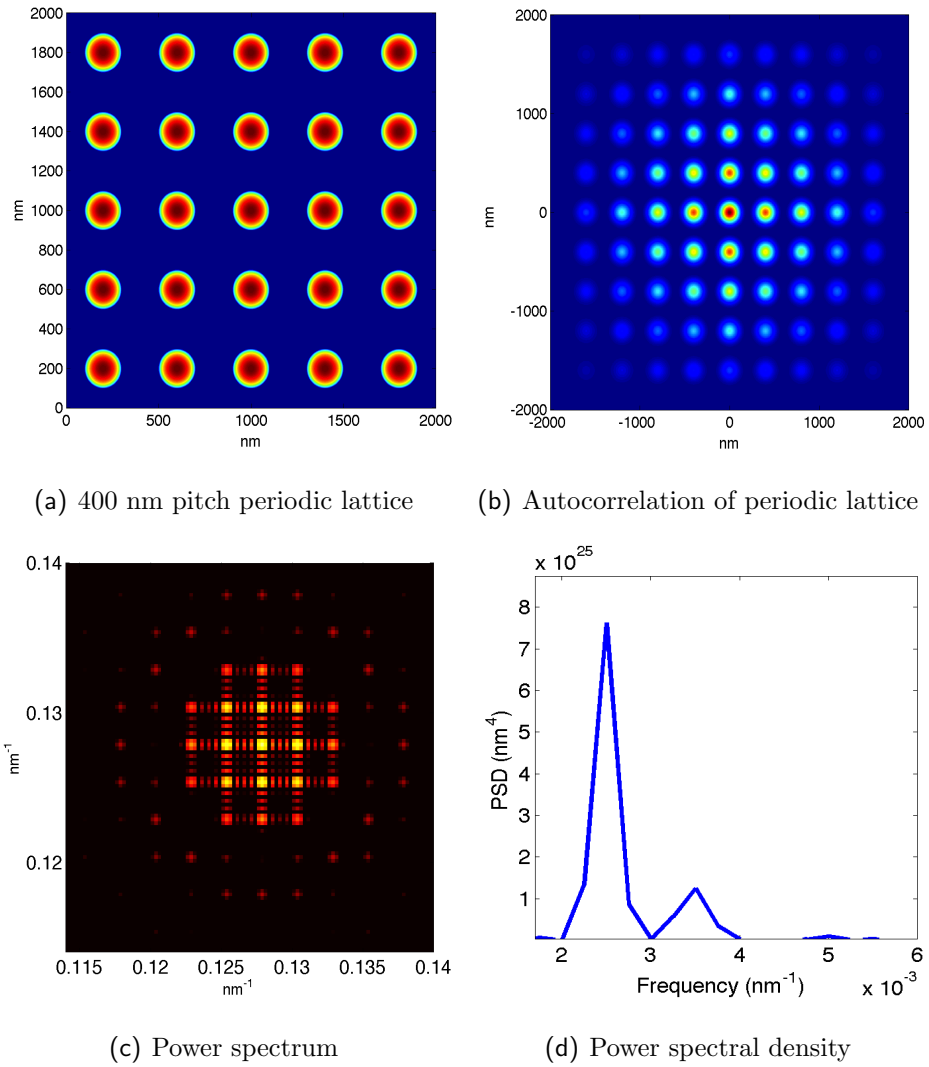 2000
1800
1600
1400
1200
1000
800
600
400
200
0
nm
0 500 1000 1500 2000
nm
(a) 400 nm pitch periodic lattice
2000
1000
0
-1000
-2000
nm
-2000 -1000 0 1000 2000
nm
(b) Autocorrelation of periodic lattice
0.14
0.13
0.12
nm⁻¹
0.115 0.12 0.125 0.13 0.135 0.14
nm⁻¹
(c) Power spectrum
x 10²⁵
8
7
6
5
4
3
2
1
PSD (nm⁴)
2 3 4 5 6
Frequency (nm⁻¹)
x 10⁻³
(d) Power spectral density